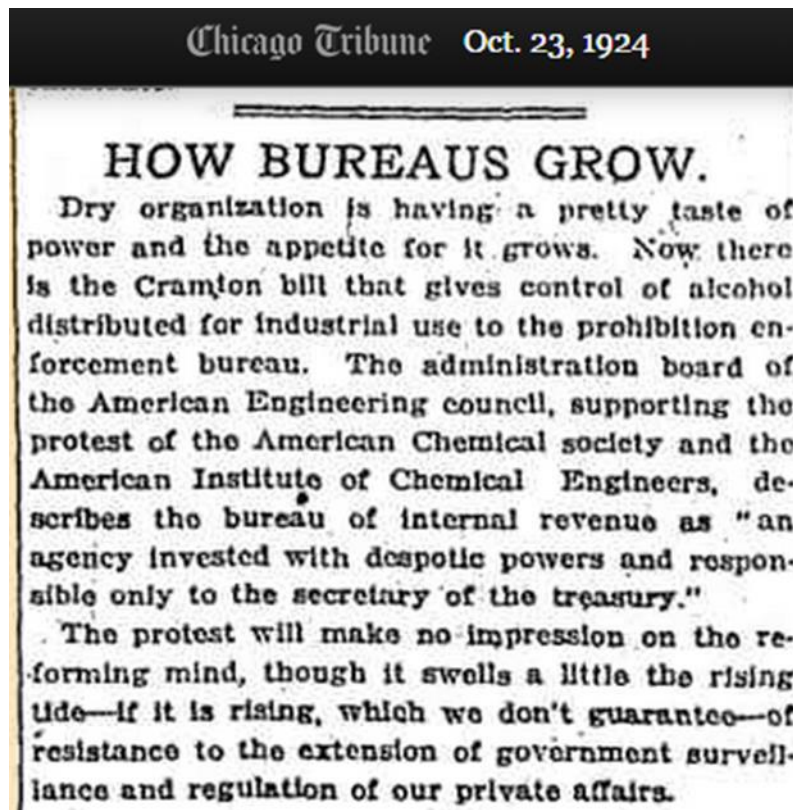 Chicago Tribune Oct. 23, 1924
HOW BUREAUS GROW.
Dry organization is having a pretty taste of
power and the appetite for it grows. Now there
is the Cramton bill that gives control of alcohol
distributed for industrial use to the prohibition en-
forcement bureau. The administration board of
the American Engineering council, supporting the
protest of the American Chemical society and the
American Institute of Chemical Engineers, de-
scribes the bureau of internal revenue as "an
agency invested with despotic powers and respon-
sible only to the secretary of the treasury."
The protest will make no impression on the re-
forming mind, though it swells a little the rising
tide—if it is rising, which we don't guarantee—of
resistance to the extension of government surveil-
lance and regulation of our private affairs.